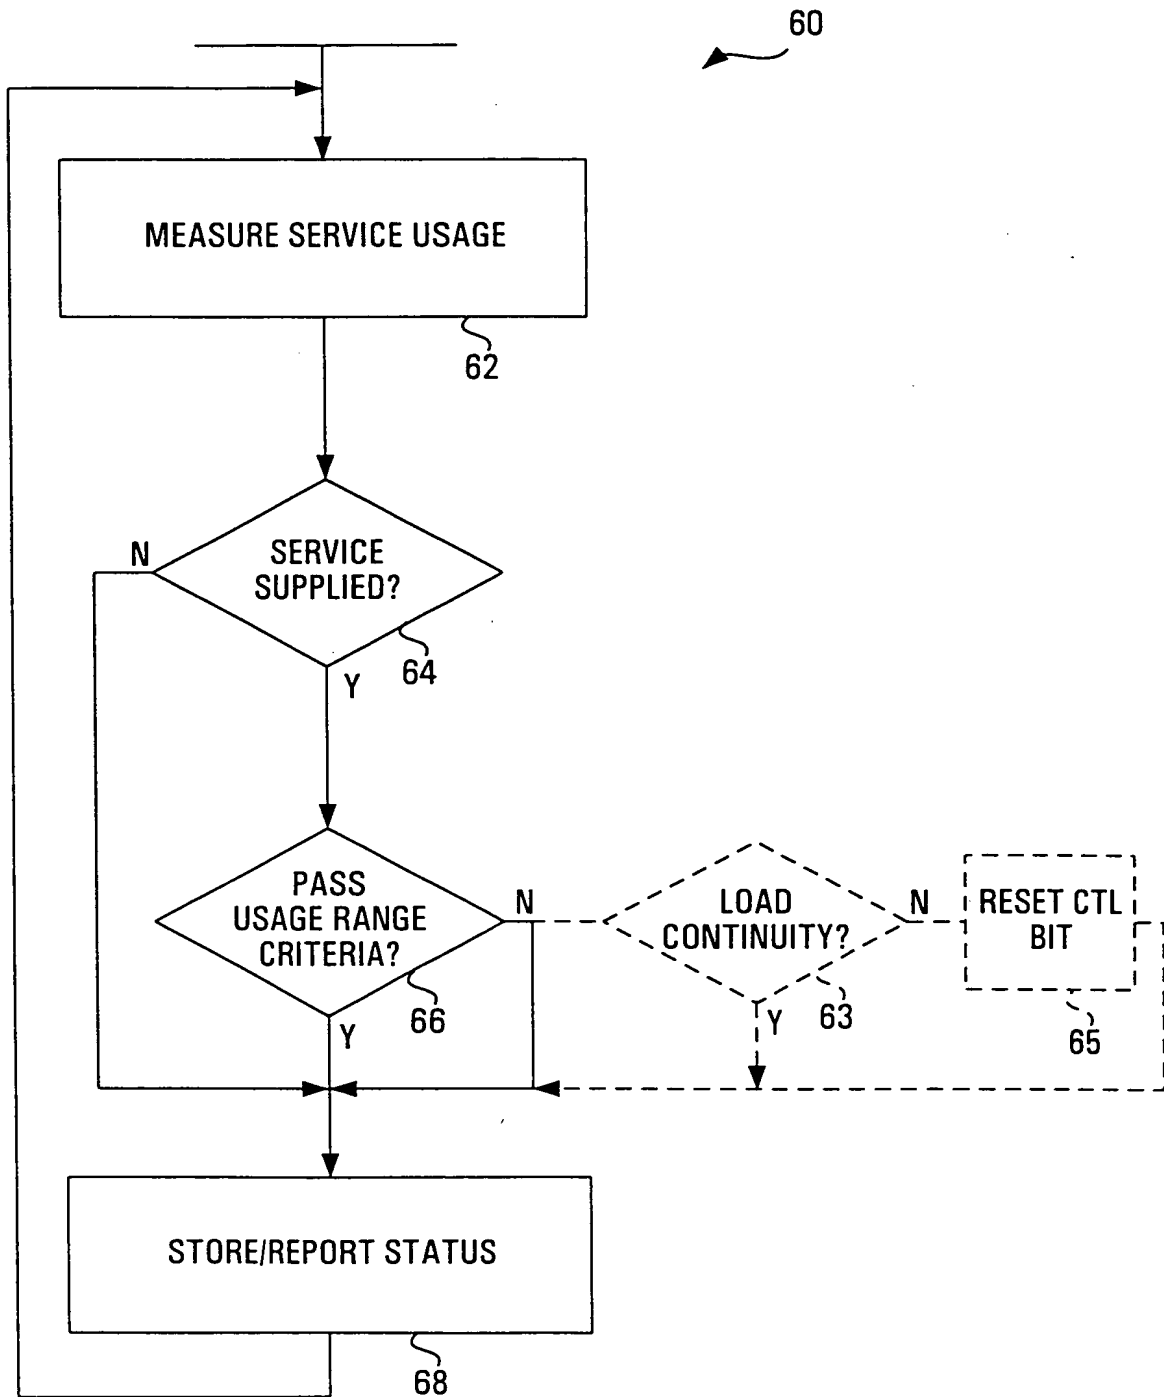 60
MEASURE SERVICE USAGE
62
N
SERVICE
SUPPLIED?
64
Y
PASS
USAGE RANGE
CRITERIA?
N
66
Y
LOAD
CONTINUITY?
N
63
Y
RESET CTL
BIT
65
STORE/REPORT STATUS
68